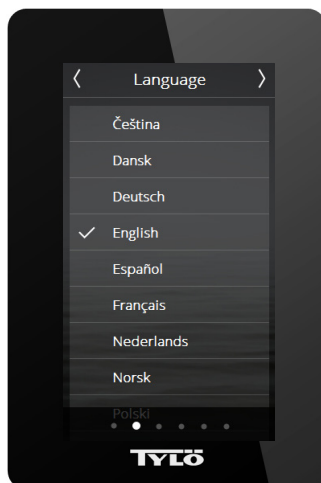 Language
Čeština
Dansk
Deutsch
English
Español
Français
Nederlands
Norsk
Polski
TYLÖ